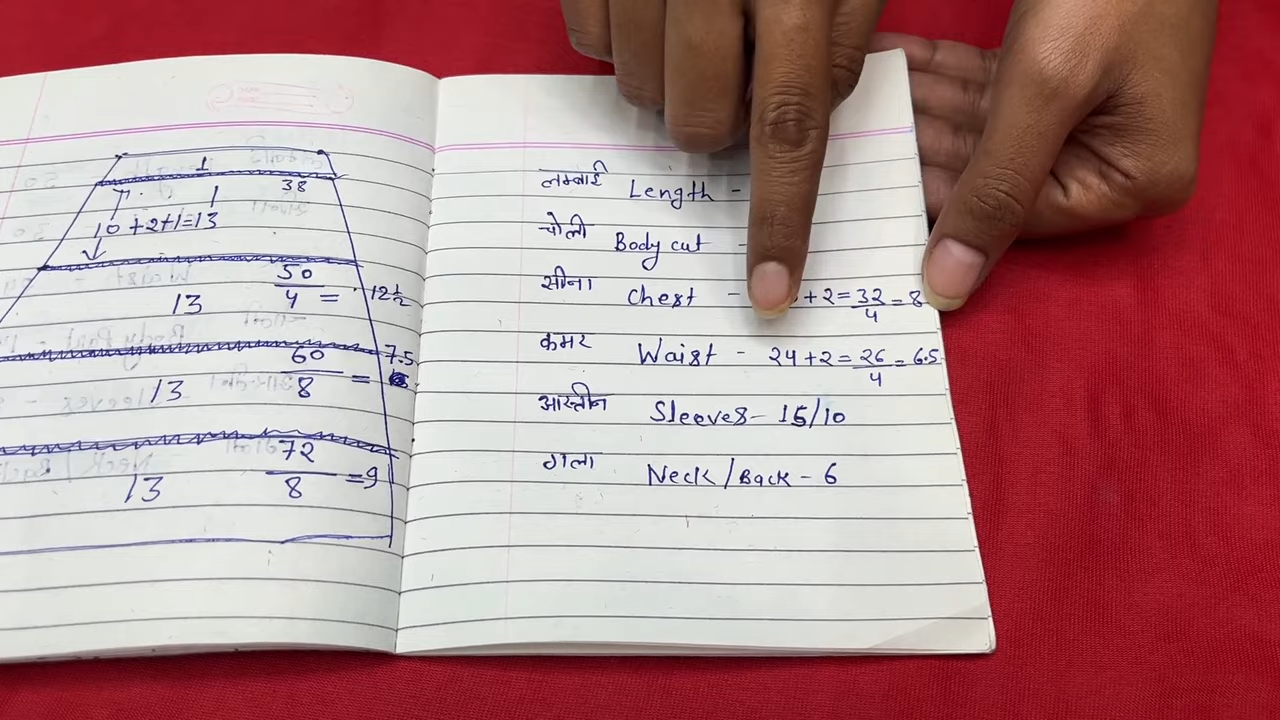 1
38
10+2+1=13
13 50/4 = 12½
7.5
13 60/8 =
13 72/8 =9
लम्बाई Length -
चोली Body cut -
सीना Chest - +2=32/4=8
कमर Waist - 24+2=26/4=6.5
आस्तीन Sleeves- 15/10
गला Neck/Back - 6